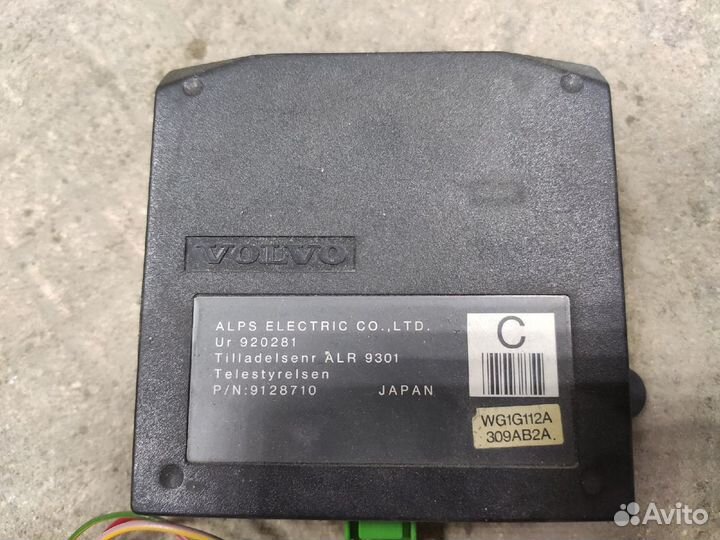 VOLVO
ALPS ELECTRIC CO.,LTD.
Ur 920281
Tilladelsenr ALR 9301
Telestyrelsen
P/N:9128710 JAPAN
C
WG1G112A
309AB2A.
Avito